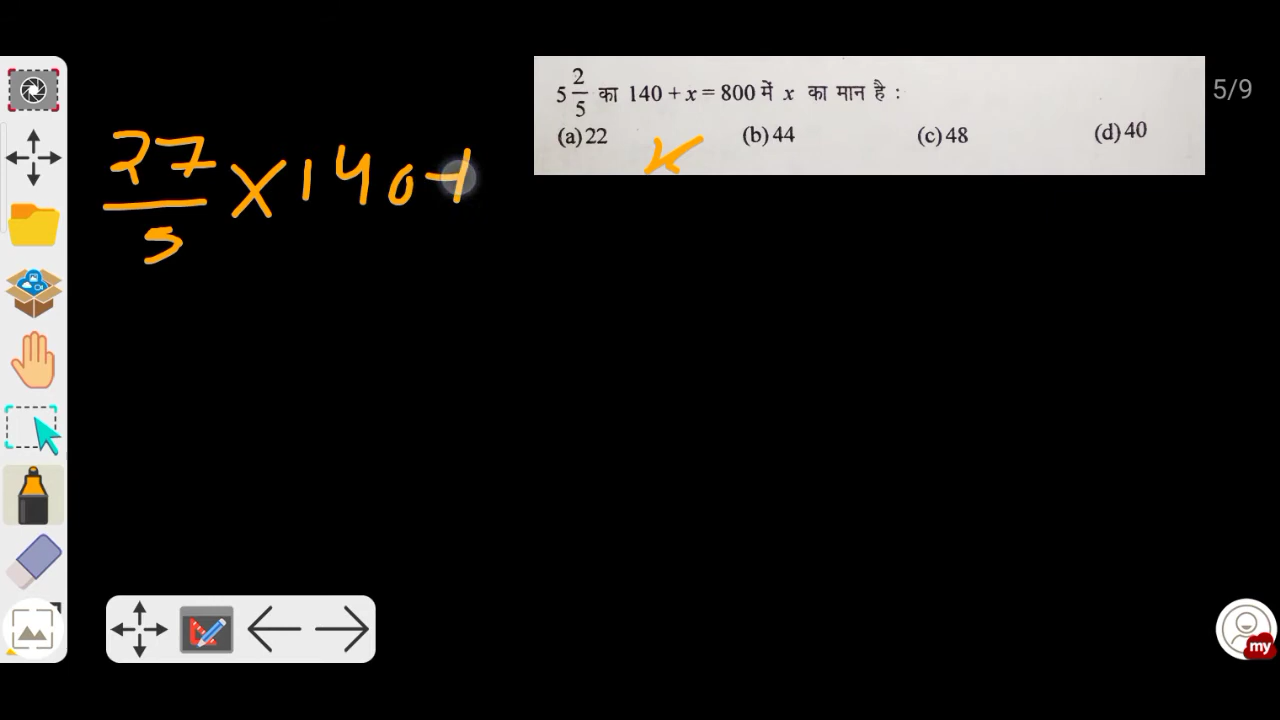 5 2/5 का 140 + x = 800 में x का मान है :
(a) 22 (b) 44 (c) 48 (d) 40
5/9
27/5 × 140 +
my